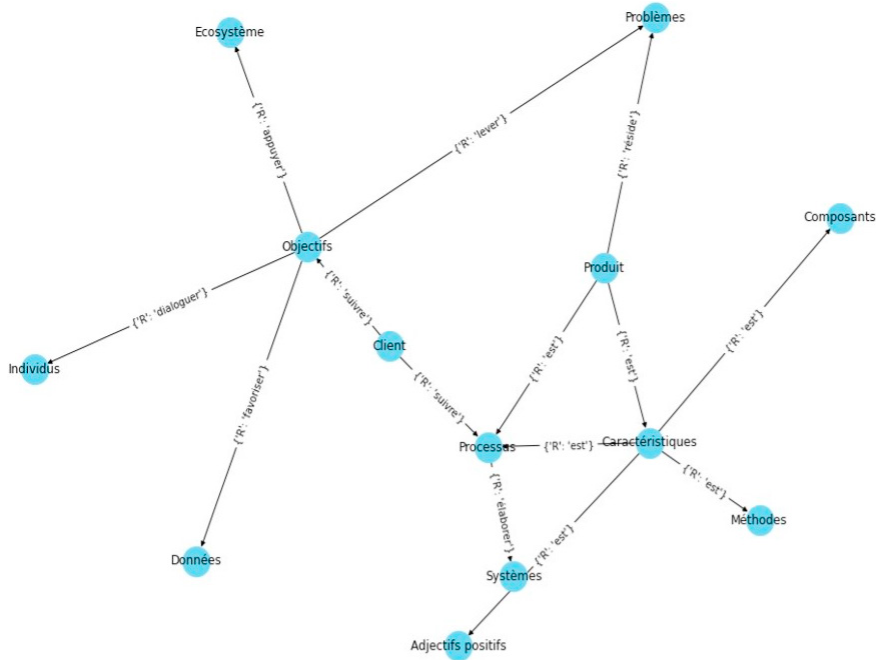 Problèmes
Ecosystème
{'R': 'appuyer'}
{'R': 'lever'}
{'R': 'réside'}
Composants
Objectifs
Produit
{'R': 'suivre'}
{'R': 'dialoguer'}
{'R': 'est'}
Client
{'R': 'est'}
{'R': 'est'}
Individus
{'R': 'suivre'}
{'R': 'favoriser'}
Processus
{'R': 'est'}
Caractéristiques
{'R': 'est'}
{'R': 'élaborer'}
Méthodes
{'R': 'est'}
Données
Systèmes
Adjectifs positifs